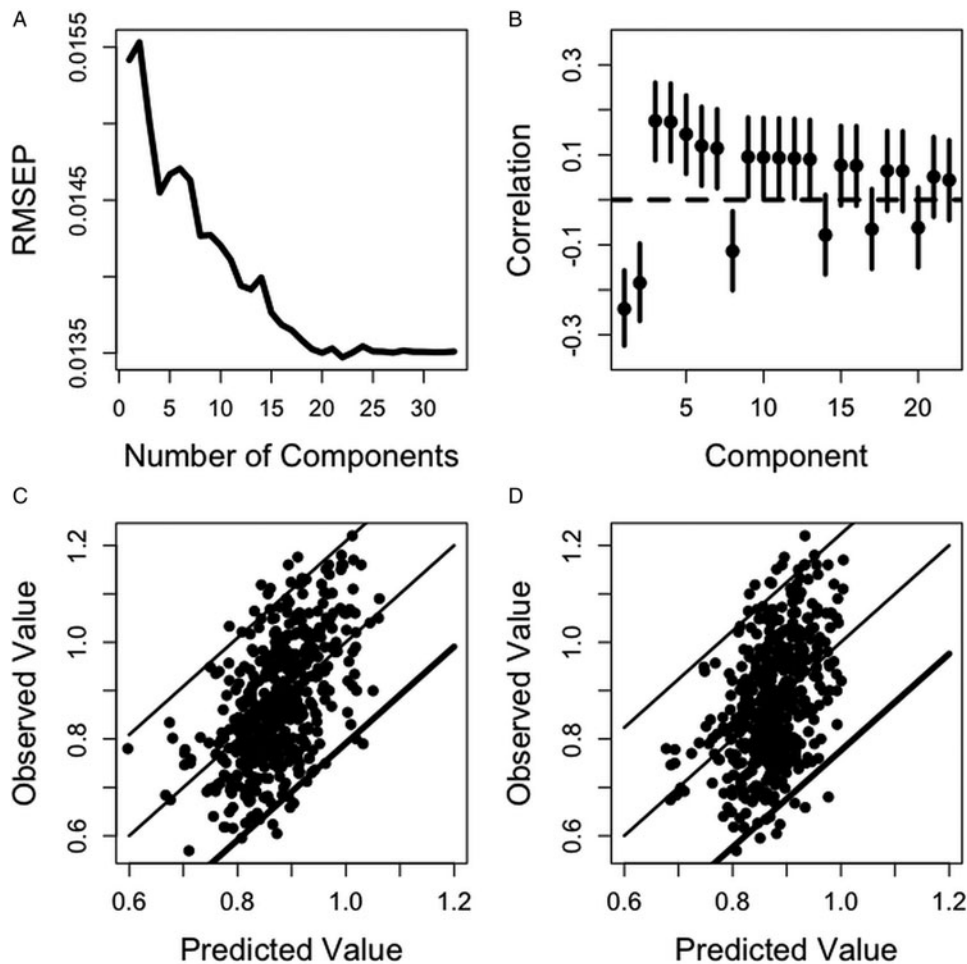 A
B
RMSEP
0.0155
0.0145
0.0135
0 5 10 15 20 25 30
Number of Components
Correlation
0.3
0.1
-0.1
-0.3
5 10 15 20
Component
C
D
Observed Value
1.2
1.0
0.8
0.6
0.6 0.8 1.0 1.2
Predicted Value
Observed Value
1.2
1.0
0.8
0.6
0.6 0.8 1.0 1.2
Predicted Value